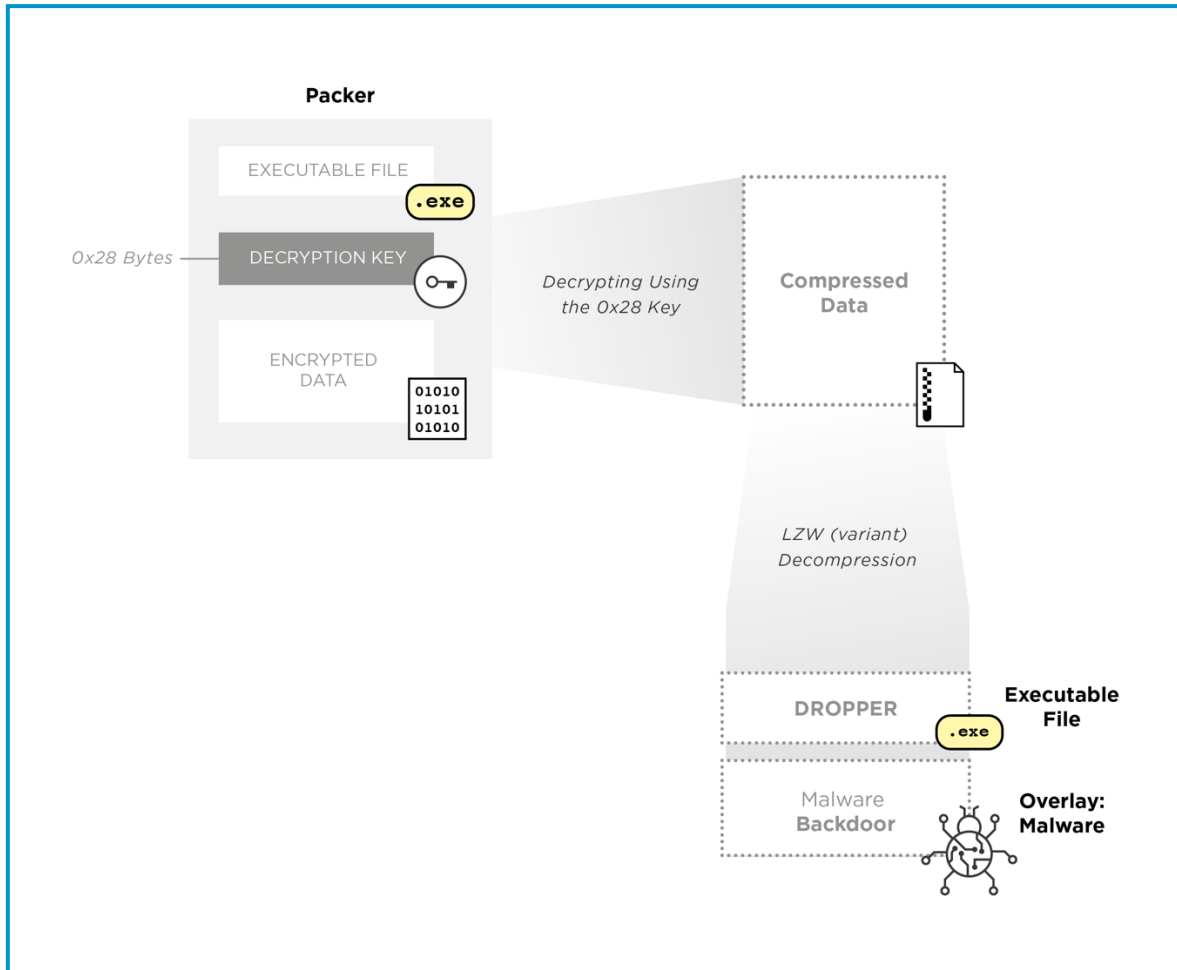 Packer
EXECUTABLE FILE
.exe
0x28 Bytes
DECRYPTION KEY
ENCRYPTED
DATA
01010
10101
01010
Decrypting Using
the 0x28 Key
Compressed
Data
LZW (variant)
Decompression
DROPPER
.exe
Executable
File
Malware
Backdoor
Overlay:
Malware